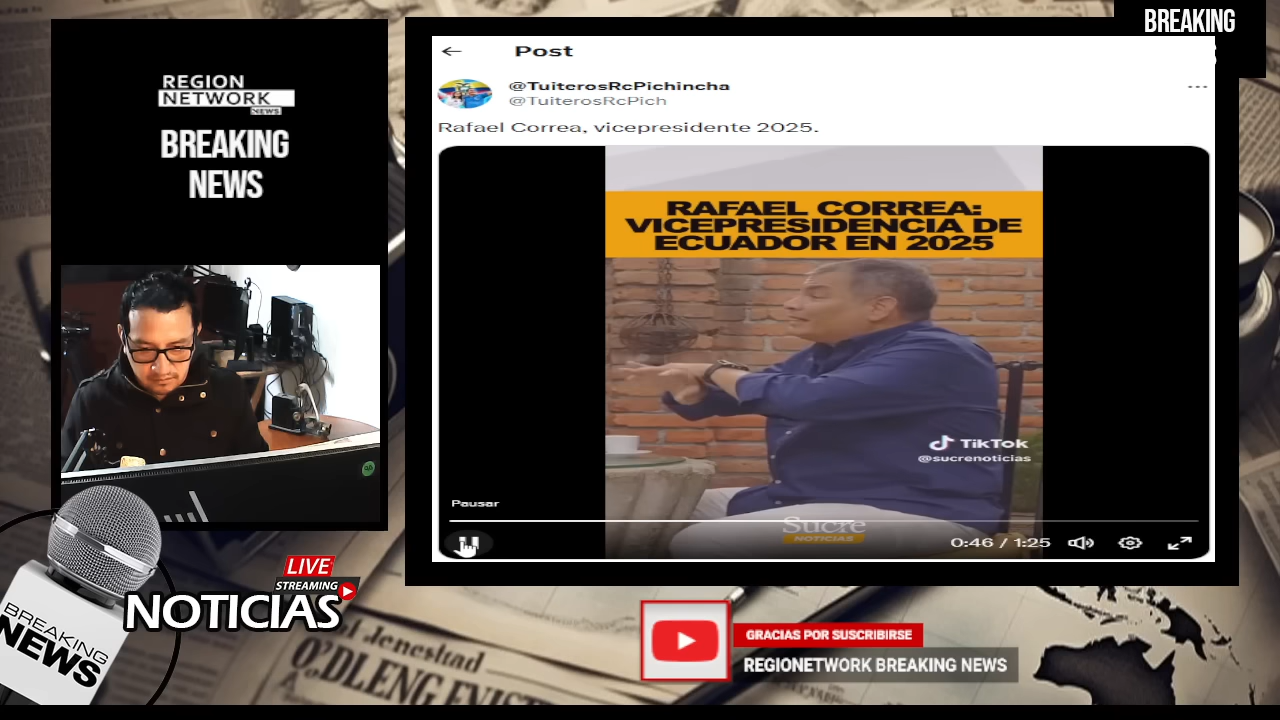 BREAKING
REGION
NETWORK
NEWS
BREAKING
NEWS
Post
@TuiterosRcPichincha
@TuiterosRcPich
Rafael Correa, vicepresidente 2025.
RAFAEL CORREA:
VICEPRESIDENCIA DE
ECUADOR EN 2025
TikTok
@sucrenoticias
Pausar
Sucre
NOTICIAS
0:46 / 1:25
LIVE
STREAMING
NOTICIAS
BREAKING
NEWS
GRACIAS POR SUSCRIBIRSE
REGIONETWORK BREAKING NEWS